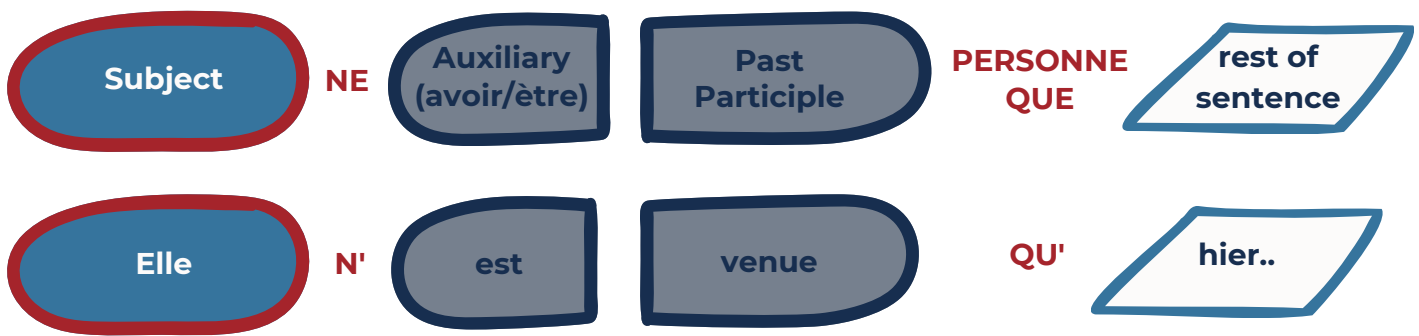 Subject NE Auxiliary (avoir/ètre) Past Participle PERSONNE QUE rest of sentence
Elle N' est venue QU' hier..